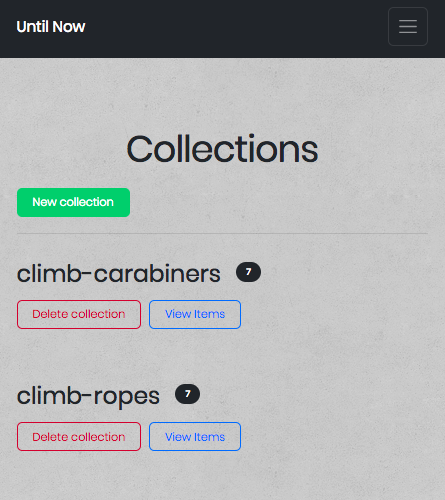 Until Now
Collections
New collection
climb-carabiners 7
Delete collection View Items
climb-ropes 7
Delete collection View Items